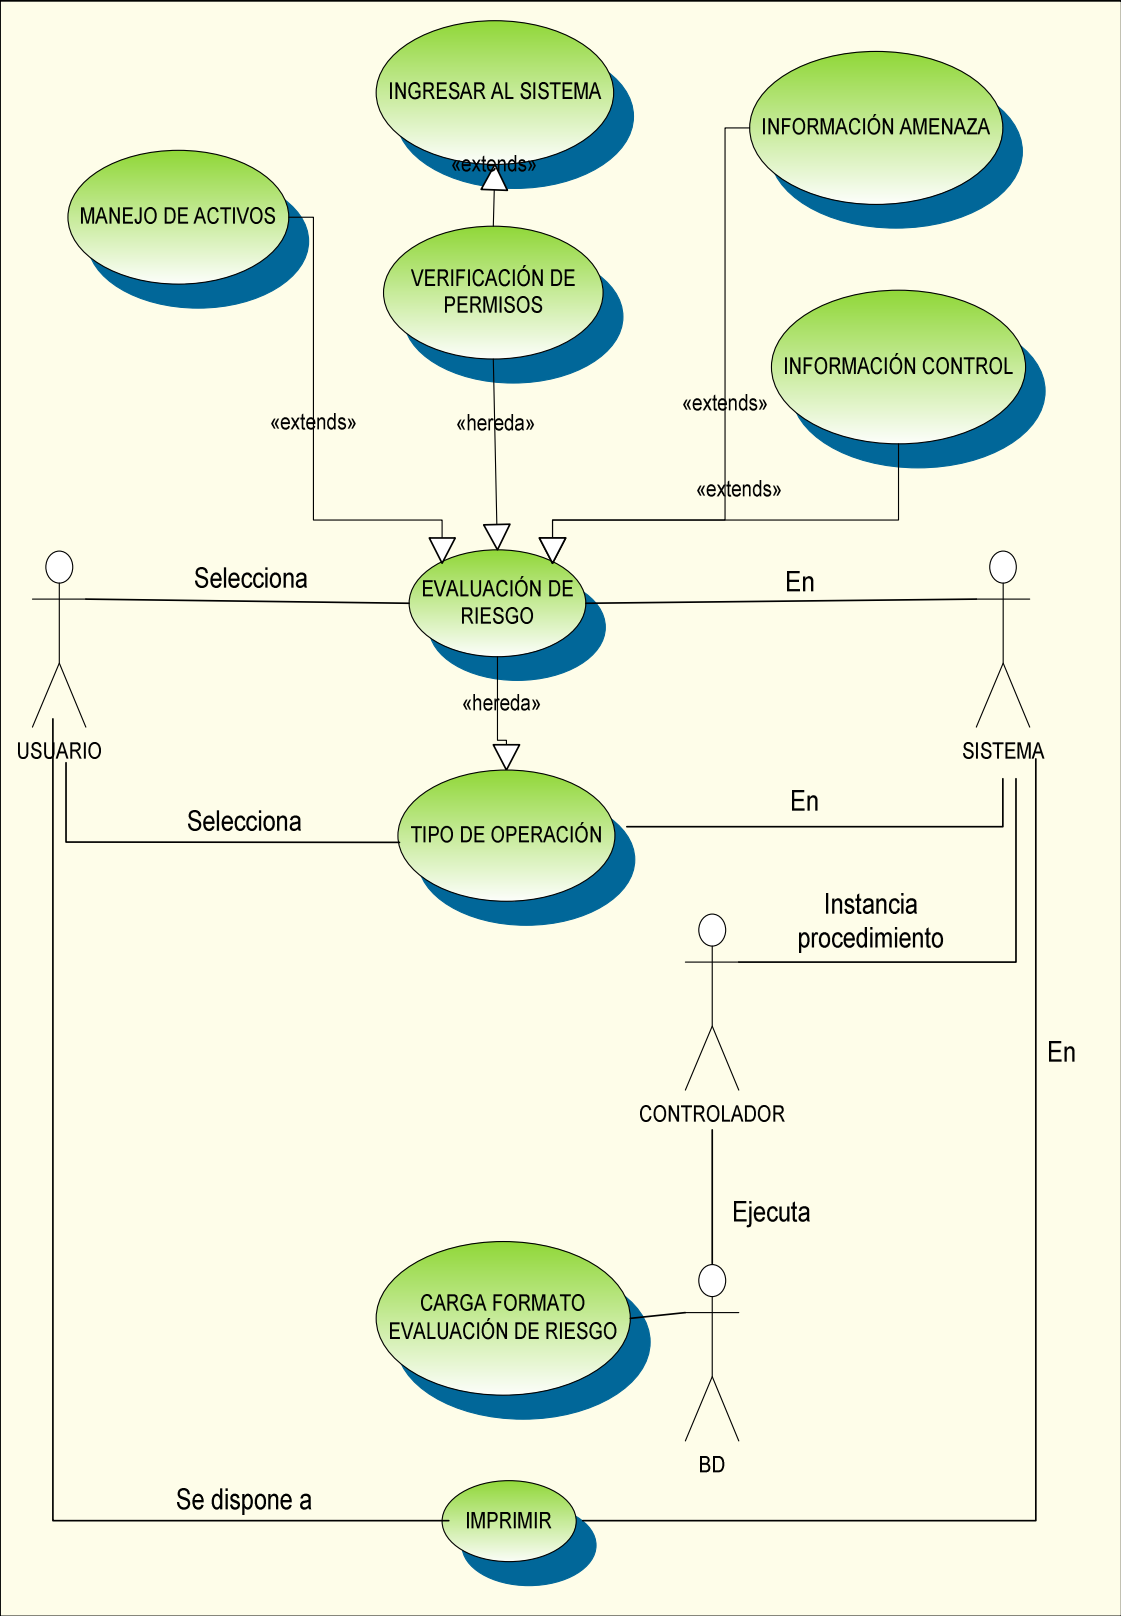 INGRESAR AL SISTEMA
INFORMACIÓN AMENAZA
«extends»
MANEJO DE ACTIVOS
VERIFICACIÓN DE
PERMISOS
INFORMACIÓN CONTROL
«extends»
«extends»
«hereda»
«extends»
EVALUACIÓN DE
RIESGO
Selecciona
En
«hereda»
USUARIO
SISTEMA
Selecciona
En
TIPO DE OPERACIÓN
Instancia
procedimiento
En
CONTROLADOR
Ejecuta
CARGA FORMATO
EVALUACIÓN DE RIESGO
BD
Se dispone a
IMPRIMIR